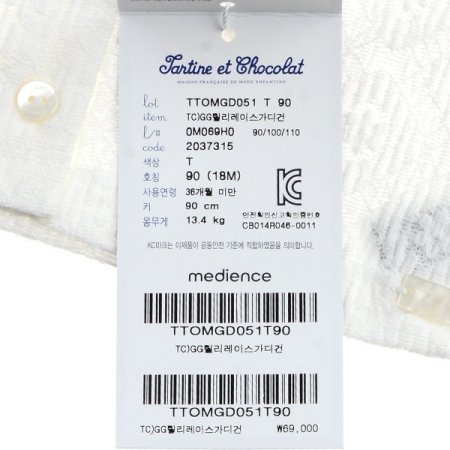 Tartine et Chocolat
MAISON FRANÇAISE DE MODE ENFANTINE
lot TTOMGD051 T 90
item TC)GG릴리레이스가디건
l/# 0M069H0 90/100/110
code 2037315
색상 T
호칭 90 (18M)
사용연령 36개월 미만
키 90 cm
몸무게 13.4 kg
안전확인신고확인증번호
CB014R046-0011
KC마크는 이제품이 공통안전 기준에 적합하였음을 의미합니다.
medience
TTOMGD051T90
TC)GG릴리레이스가디건
TTOMGD051T90
TC)GG릴리레이스가디건 ₩69,000